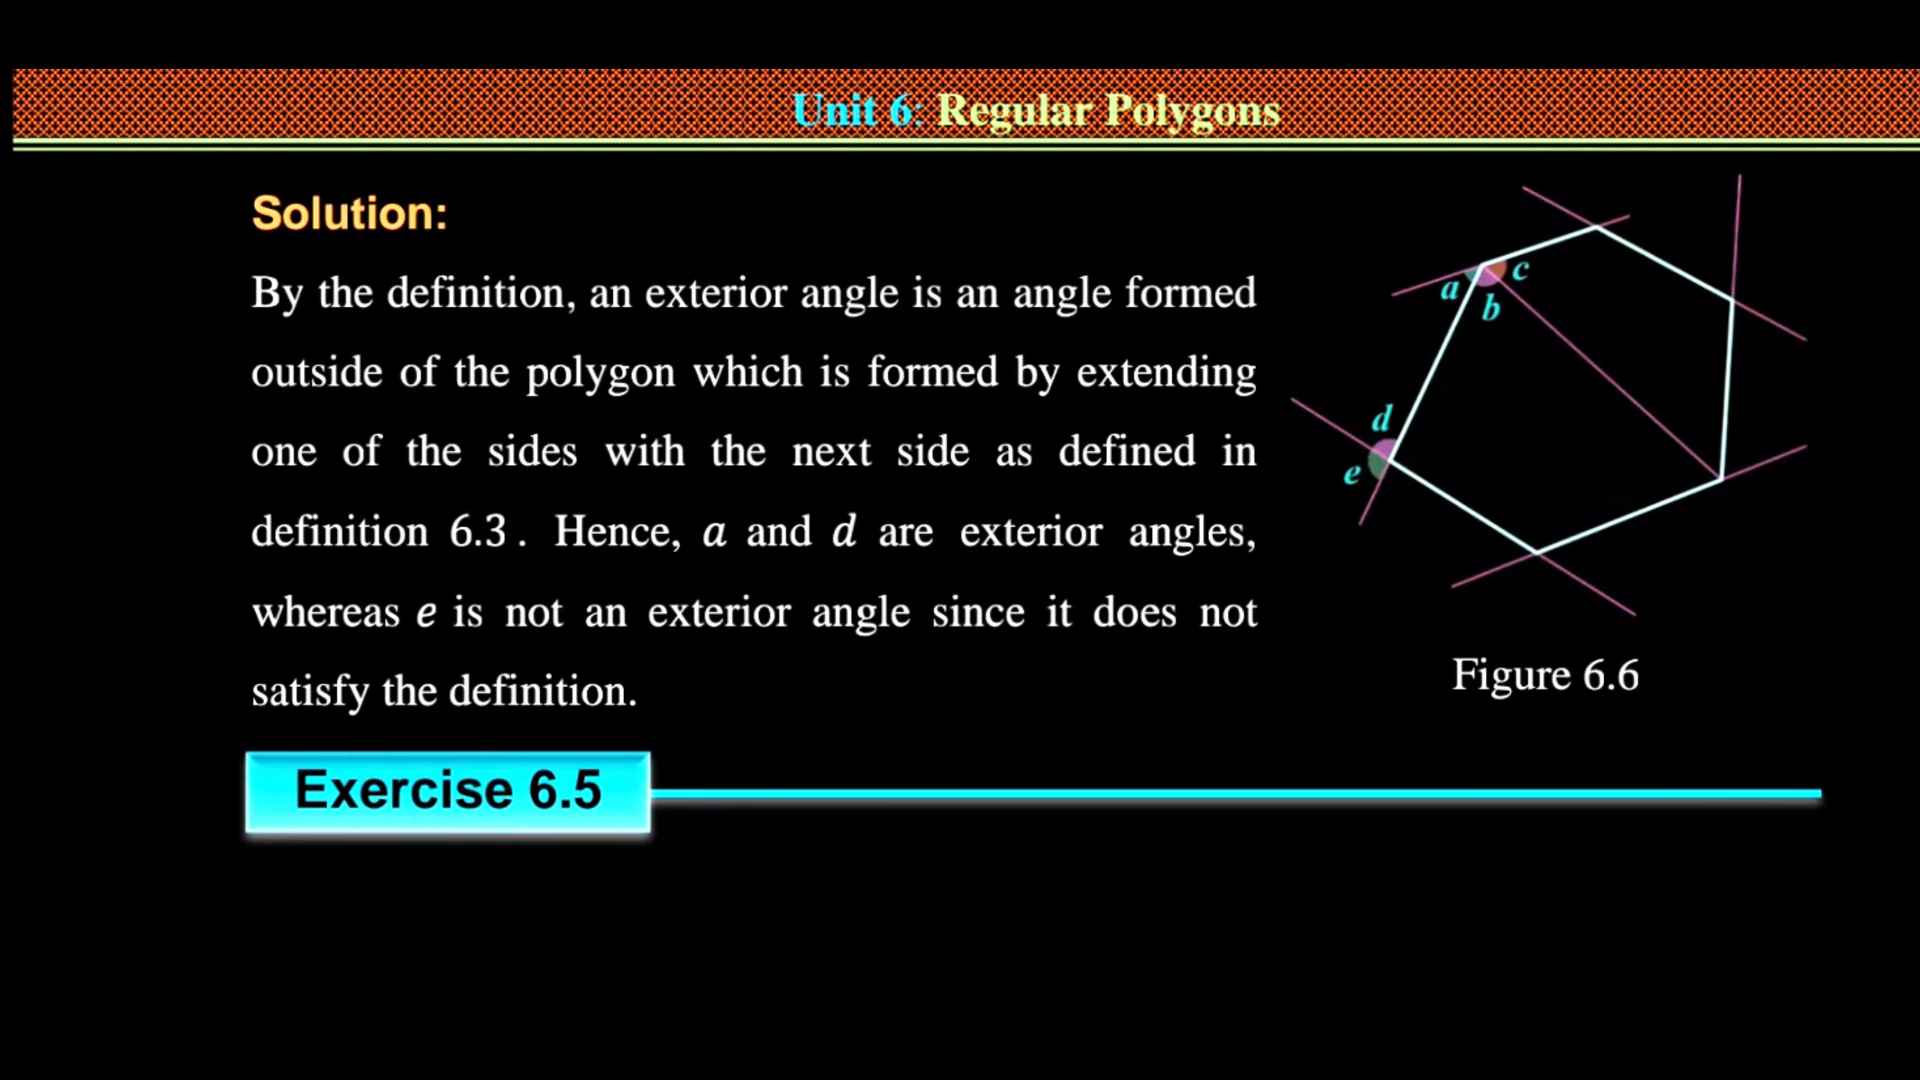 Unit 6: Regular Polygons
Solution:
By the definition, an exterior angle is an angle formed
outside of the polygon which is formed by extending
one of the sides with the next side as defined in
definition 6.3 . Hence, a and d are exterior angles,
whereas e is not an exterior angle since it does not
satisfy the definition.
c
a
b
d
e
Figure 6.6
Exercise 6.5